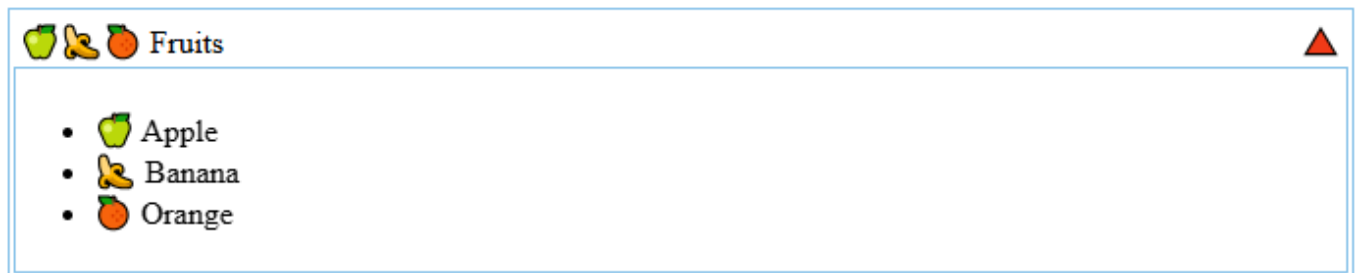 🍏🍌🍊 Fruits 🔺
• 🍏 Apple
• 🍌 Banana
• 🍊 Orange